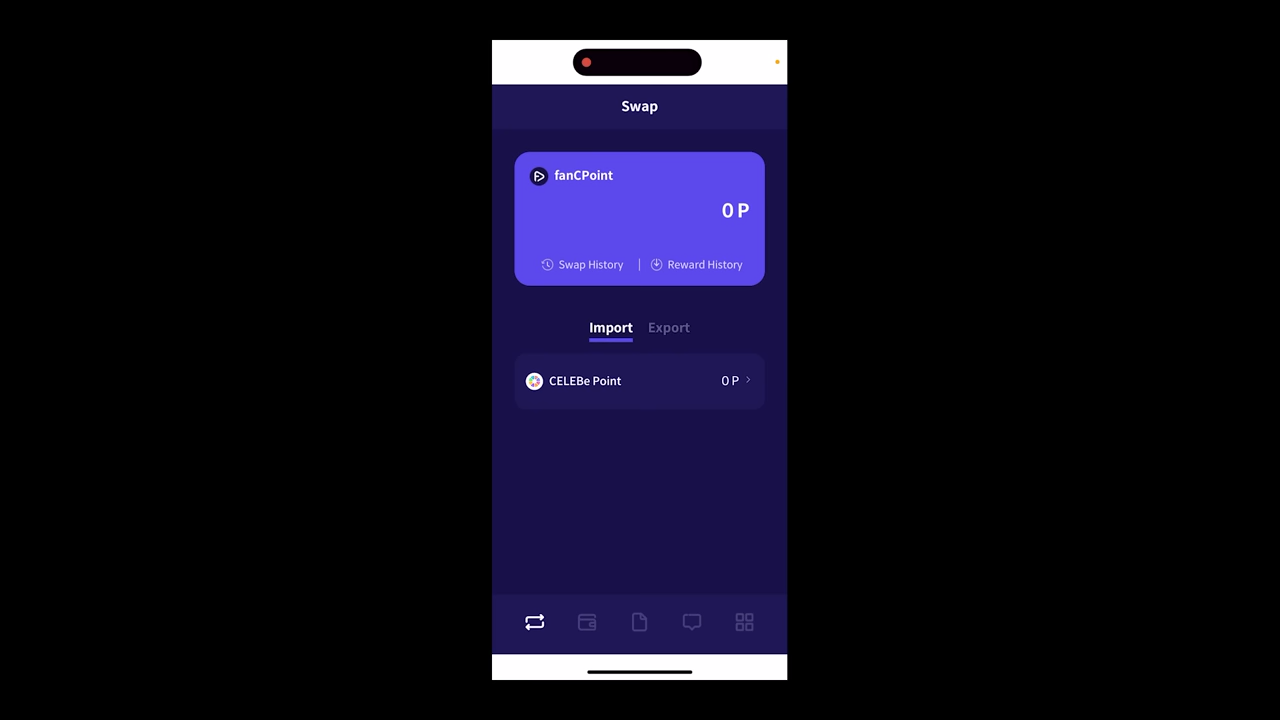 Swap
fanCPoint
0 P
Swap History | Reward History
Import Export
CELEBe Point 0 P